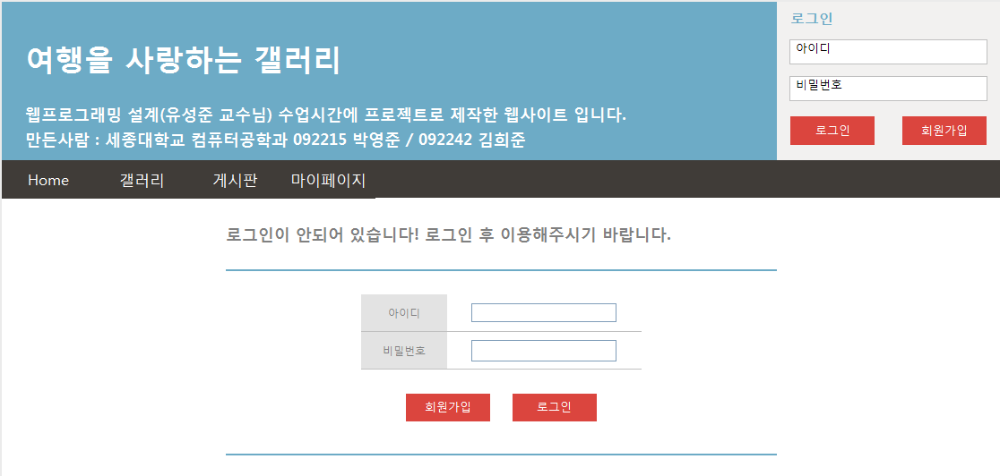 여행을 사랑하는 갤러리
웹프로그래밍 설계(유성준 교수님) 수업시간에 프로젝트로 제작한 웹사이트 입니다.
만든사람 : 세종대학교 컴퓨터공학과 092215 박영준 / 092242 김희준
로그인
아이디
비밀번호
로그인 회원가입
Home 갤러리 게시판 마이페이지
로그인이 안되어 있습니다! 로그인 후 이용해주시기 바랍니다.
아이디
비밀번호
회원가입 로그인